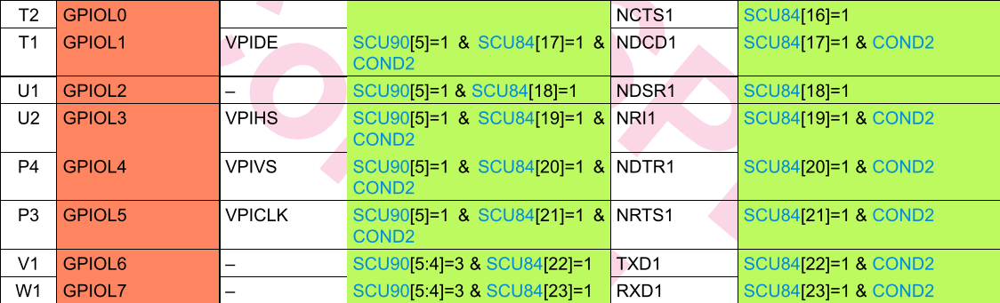 T2 GPIOL0 NCTS1 SCU84[16]=1
T1 GPIOL1 VPIDE SCU90[5]=1 & SCU84[17]=1 & NDCD1 SCU84[17]=1 & COND2
COND2
U1 GPIOL2 – SCU90[5]=1 & SCU84[18]=1 NDSR1 SCU84[18]=1
U2 GPIOL3 VPIHS SCU90[5]=1 & SCU84[19]=1 & NRI1 SCU84[19]=1 & COND2
COND2
P4 GPIOL4 VPIVS SCU90[5]=1 & SCU84[20]=1 & NDTR1 SCU84[20]=1 & COND2
COND2
P3 GPIOL5 VPICLK SCU90[5]=1 & SCU84[21]=1 & NRTS1 SCU84[21]=1 & COND2
COND2
V1 GPIOL6 – SCU90[5:4]=3 & SCU84[22]=1 TXD1 SCU84[22]=1 & COND2
W1 GPIOL7 – SCU90[5:4]=3 & SCU84[23]=1 RXD1 SCU84[23]=1 & COND2